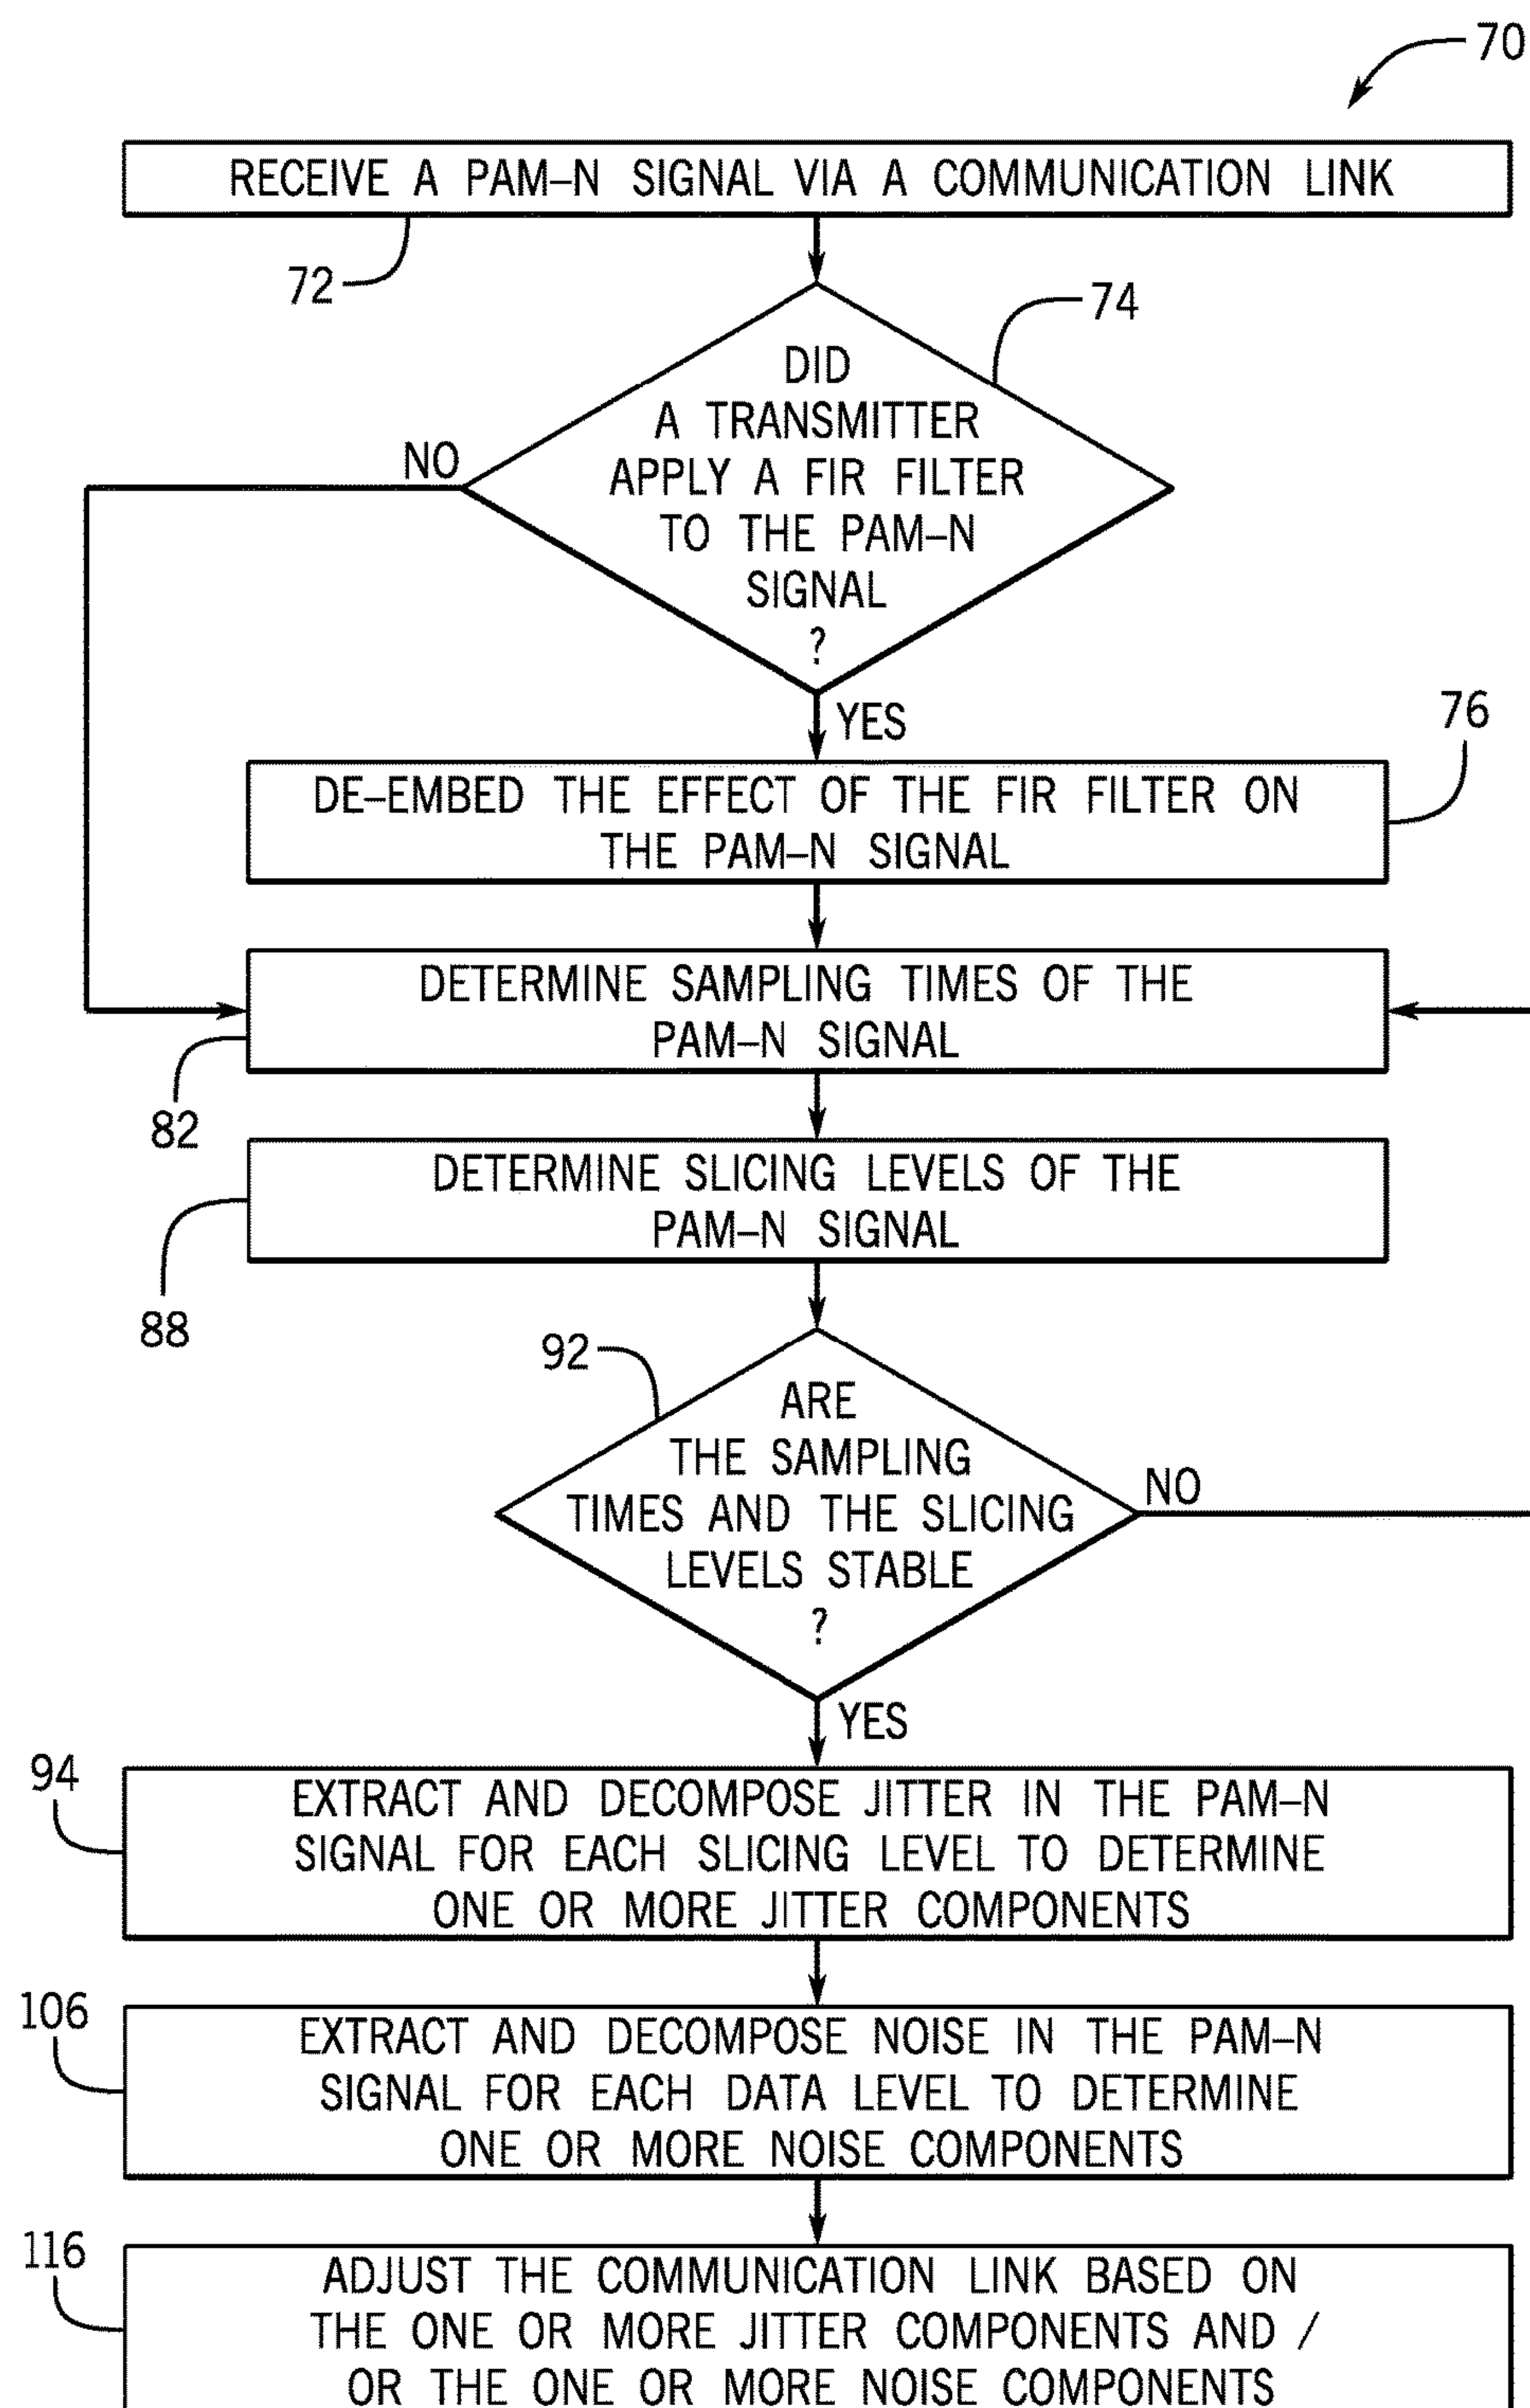 70
RECEIVE A PAM–N SIGNAL VIA A COMMUNICATION LINK
72
74
DID
A TRANSMITTER
APPLY A FIR FILTER
TO THE PAM–N
SIGNAL
?
NO
YES
76
DE–EMBED THE EFFECT OF THE FIR FILTER ON
THE PAM–N SIGNAL
DETERMINE SAMPLING TIMES OF THE
PAM–N SIGNAL
82
DETERMINE SLICING LEVELS OF THE
PAM–N SIGNAL
88
92
ARE
THE SAMPLING
TIMES AND THE SLICING
LEVELS STABLE
?
NO
YES
94
EXTRACT AND DECOMPOSE JITTER IN THE PAM–N
SIGNAL FOR EACH SLICING LEVEL TO DETERMINE
ONE OR MORE JITTER COMPONENTS
106
EXTRACT AND DECOMPOSE NOISE IN THE PAM–N
SIGNAL FOR EACH DATA LEVEL TO DETERMINE
ONE OR MORE NOISE COMPONENTS
116
ADJUST THE COMMUNICATION LINK BASED ON
THE ONE OR MORE JITTER COMPONENTS AND /
OR THE ONE OR MORE NOISE COMPONENTS